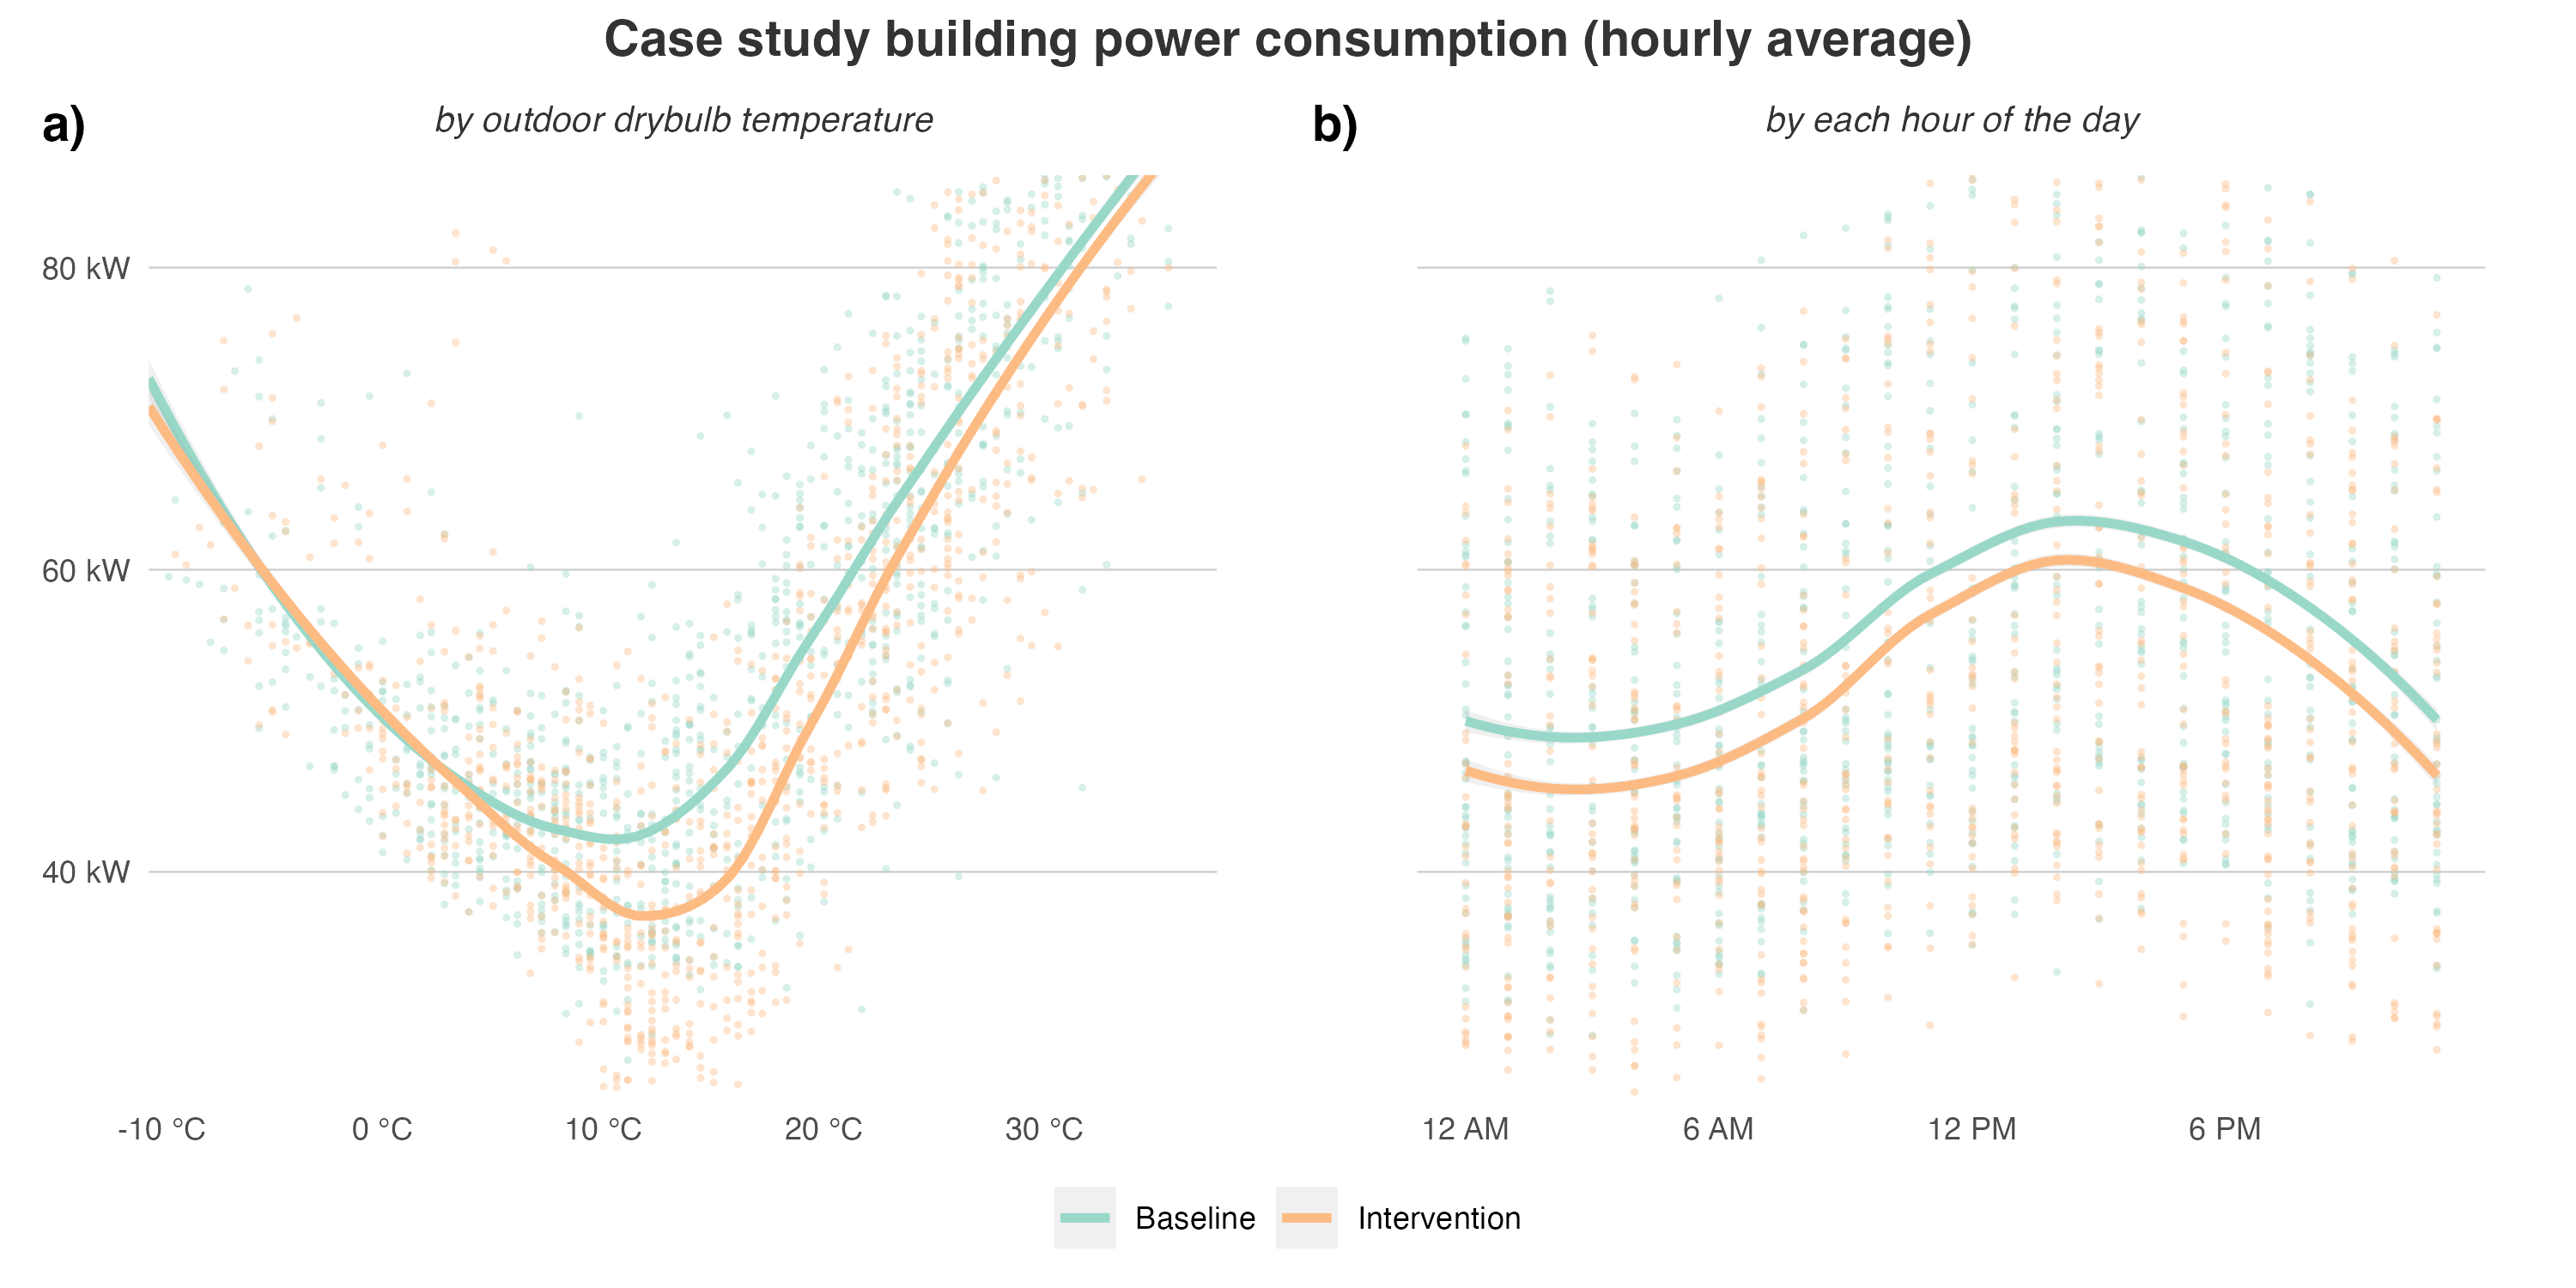 Case study building power consumption (hourly average)
a)
by outdoor drybulb temperature
80 kW
60 kW
40 kW
-10 °C 0 °C 10 °C 20 °C 30 °C
b)
by each hour of the day
12 AM 6 AM 12 PM 6 PM
Baseline Intervention